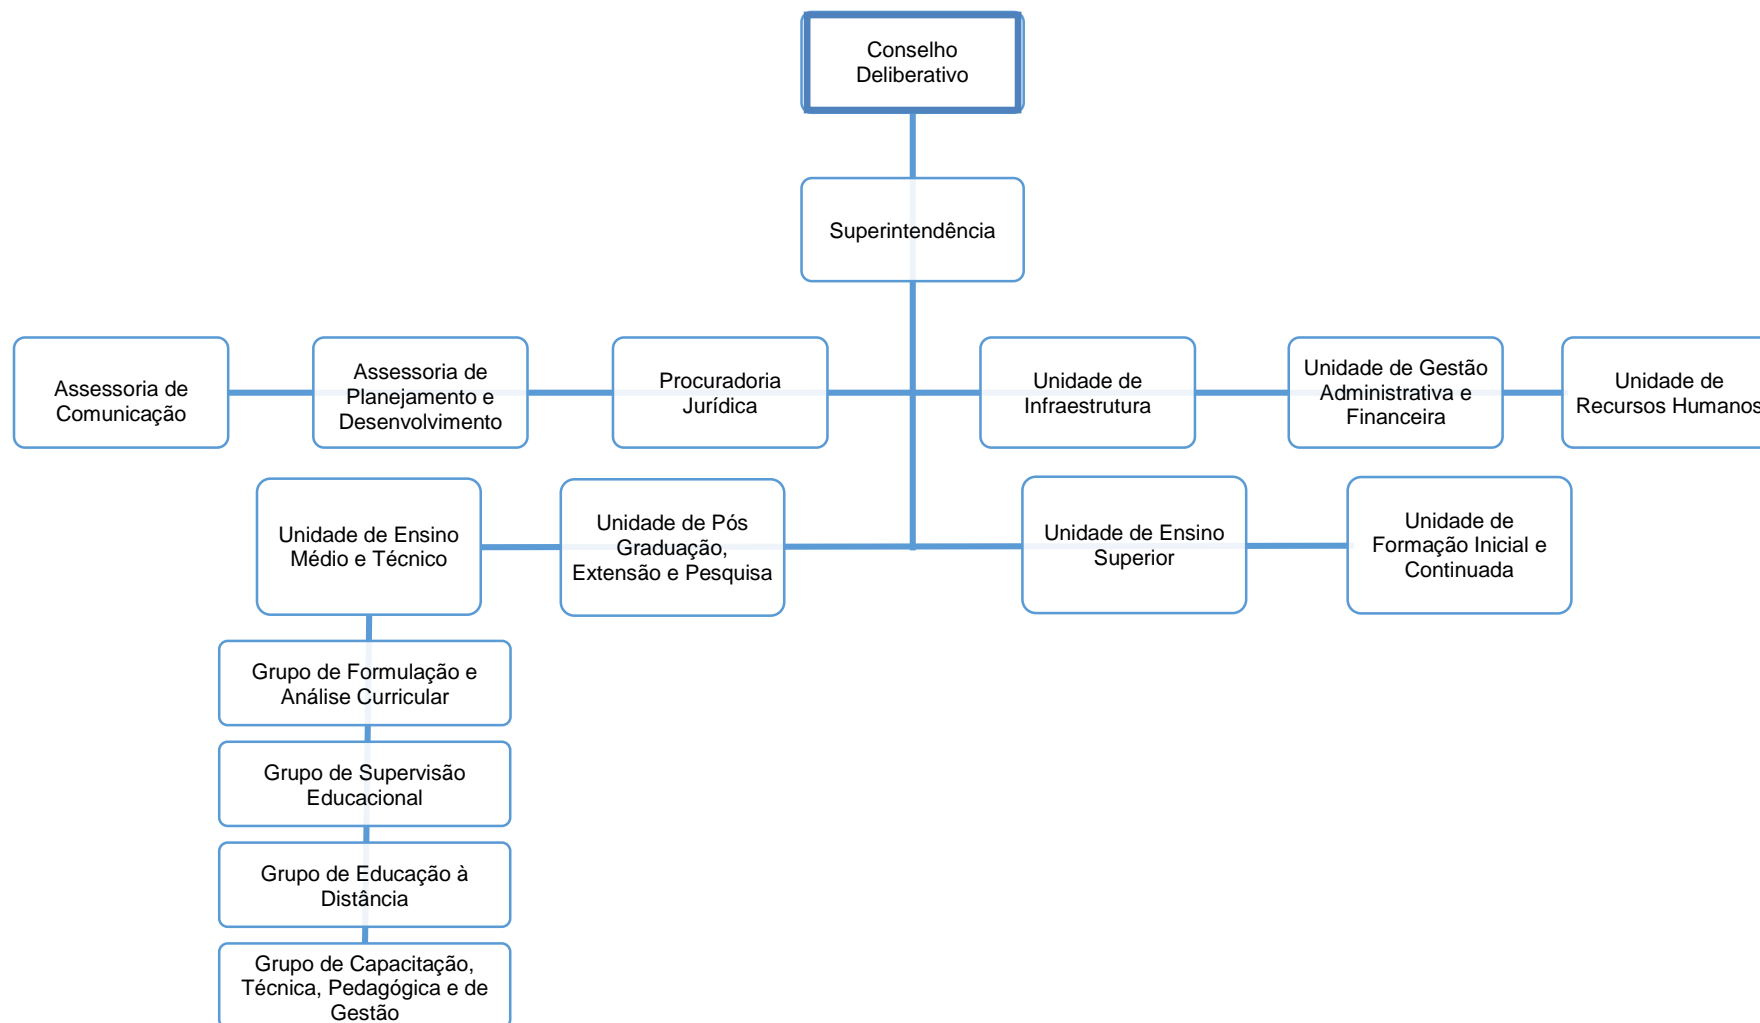 Conselho
Deliberativo
Superintendência
Assessoria de
Comunicação
Assessoria de
Planejamento e
Desenvolvimento
Procuradoria
Jurídica
Unidade de
Infraestrutura
Unidade de Gestão
Administrativa e
Financeira
Unidade de
Recursos Humanos
Unidade de Ensino
Médio e Técnico
Unidade de Pós
Graduação,
Extensão e Pesquisa
Unidade de Ensino
Superior
Unidade de
Formação Inicial e
Continuada
Grupo de Formulação e
Análise Curricular
Grupo de Supervisão
Educacional
Grupo de Educação à
Distância
Grupo de Capacitação,
Técnica, Pedagógica e de
Gestão